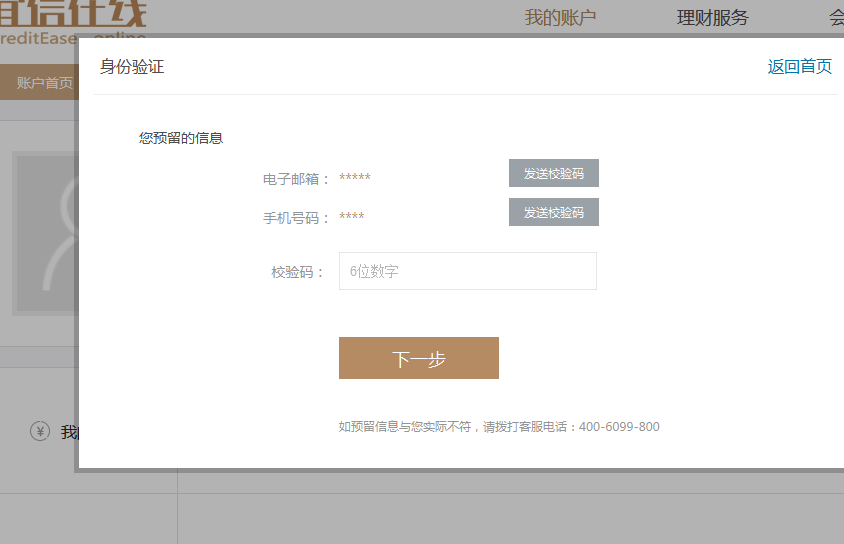 宜信在线
reditEase online
我的账户
理财服务
会
账户首页
身份验证
返回首页
您预留的信息
电子邮箱： *****
发送校验码
手机号码： ****
发送校验码
校验码：
6位数字
下一步
如预留信息与您实际不符，请拨打客服电话：400-6099-800
¥ 我